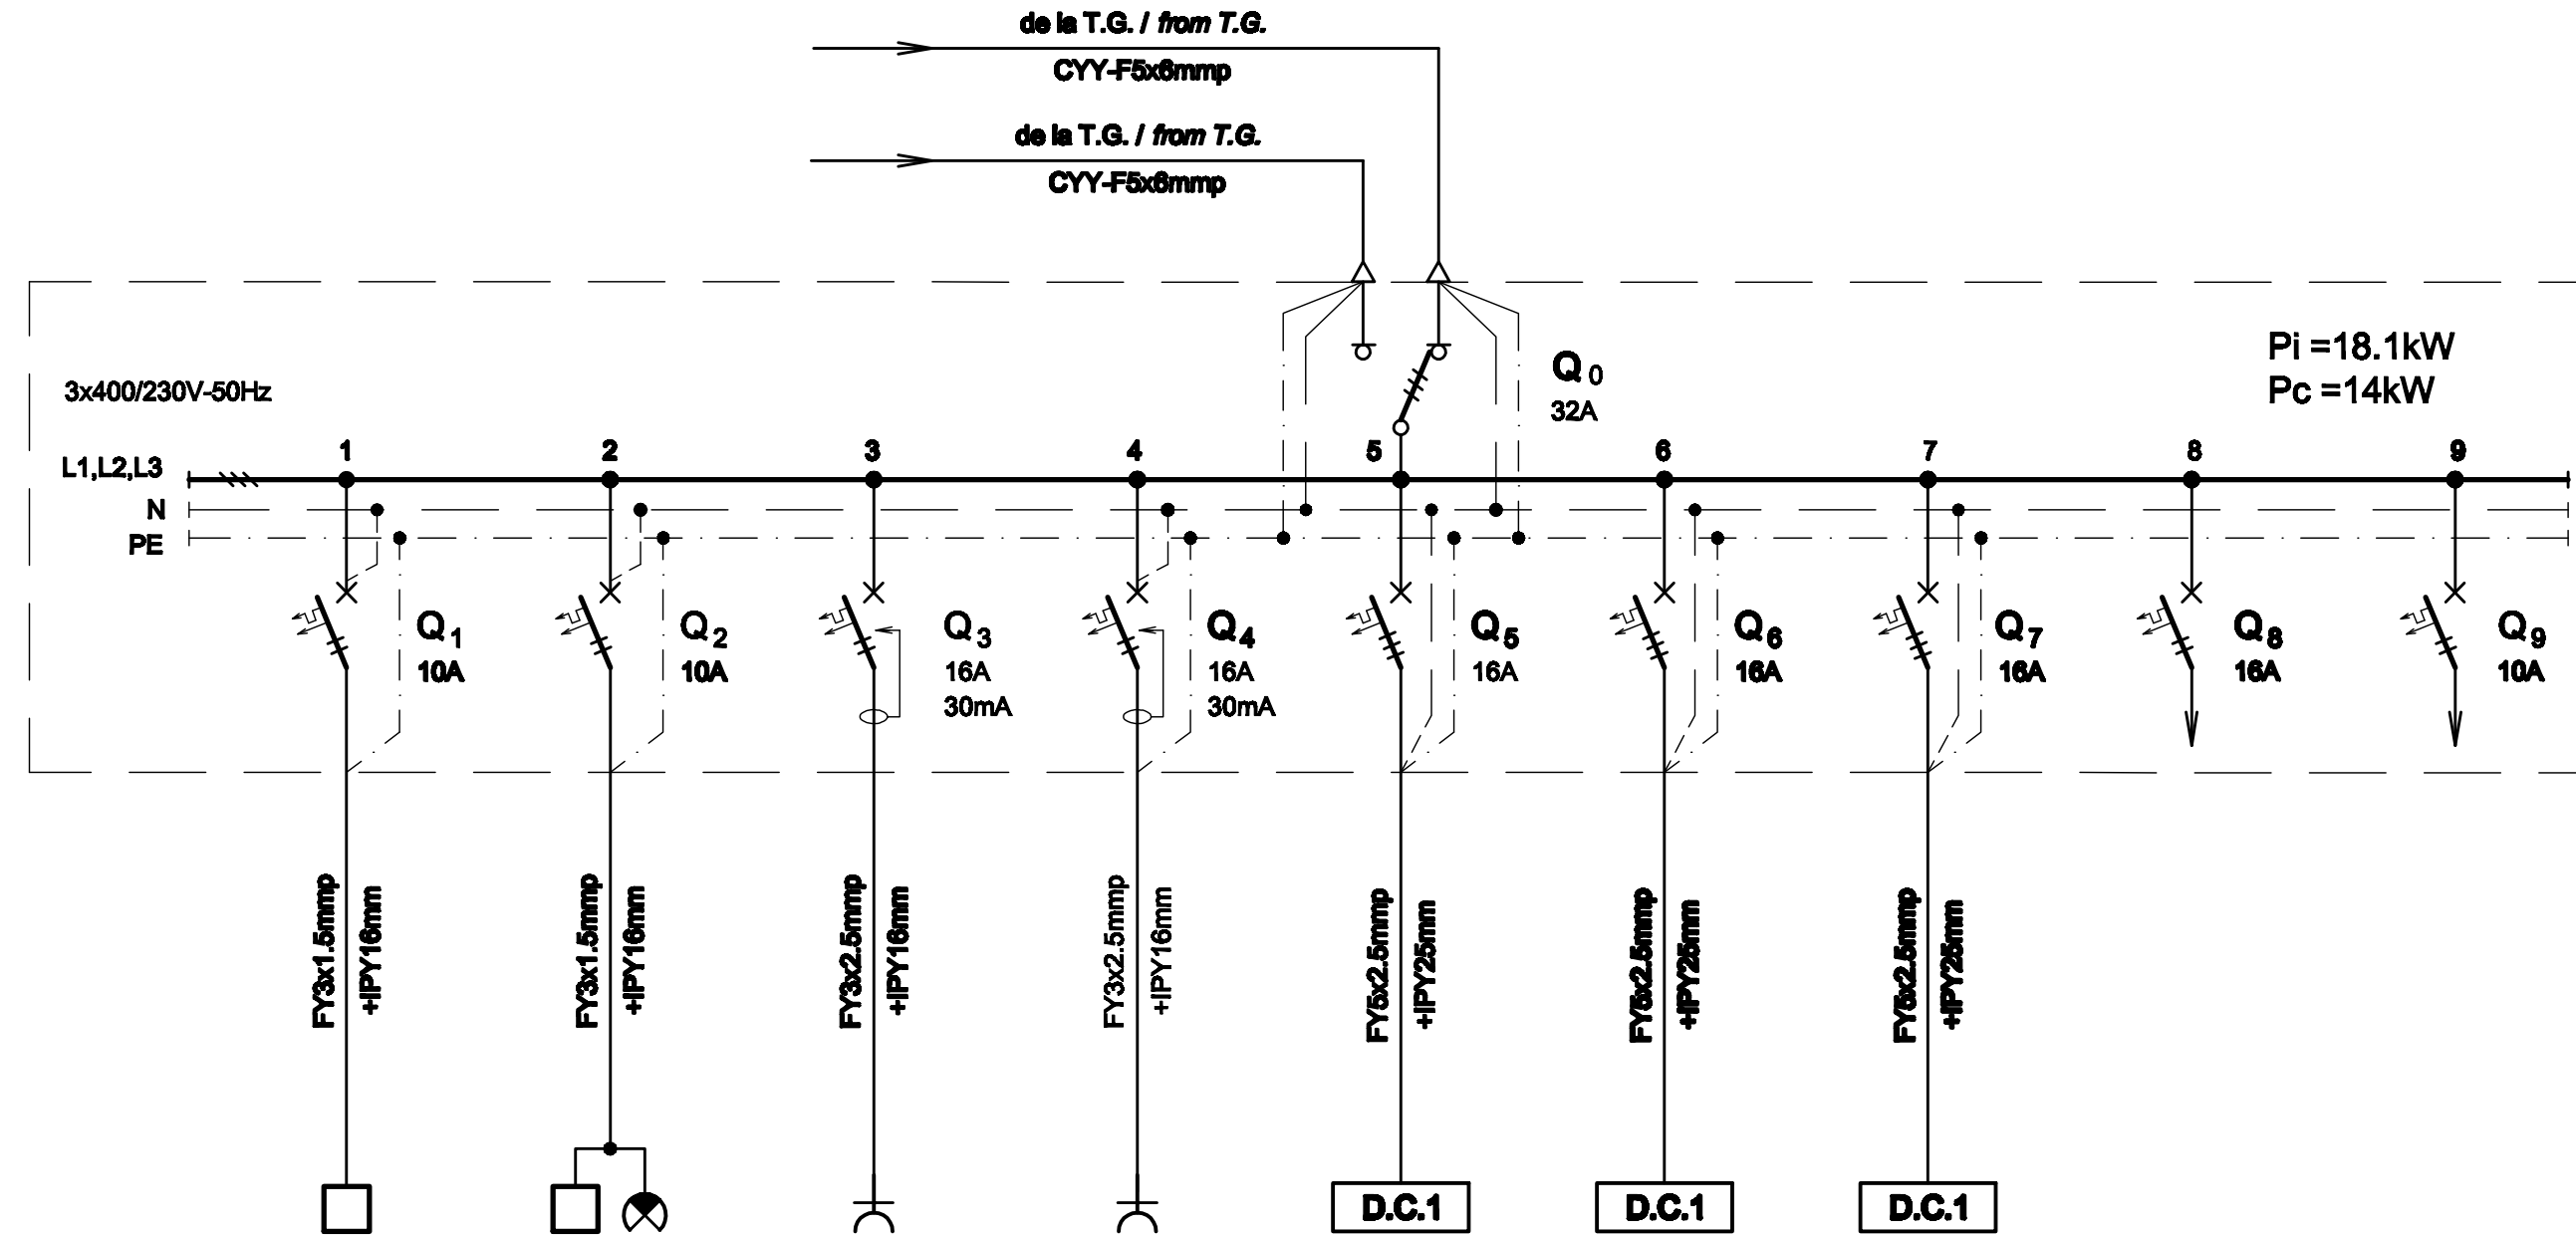 de la T.G. / from T.G.
CYY-F5x6mmp
de la T.G. / from T.G.
CYY-F5x6mmp
Pi =18.1kW
Pc =14kW
3x400/230V-50Hz
Q0
32A
L1,L2,L3
N
PE
1
2
3
4
5
6
7
8
9
Q1
10A
Q2
10A
Q3
16A
30mA
Q4
16A
30mA
Q5
16A
Q6
16A
Q7
16A
Q8
16A
Q9
10A
FY3x1.5mmp
+IPY16mm
FY3x1.5mmp
+IPY16mm
FY3x2.5mmp
+IPY16mm
FY3x2.5mmp
+IPY16mm
FY5x2.5mmp
+IPY25mm
FY5x2.5mmp
+IPY25mm
FY5x2.5mmp
+IPY25mm
D.C.1
D.C.1
D.C.1